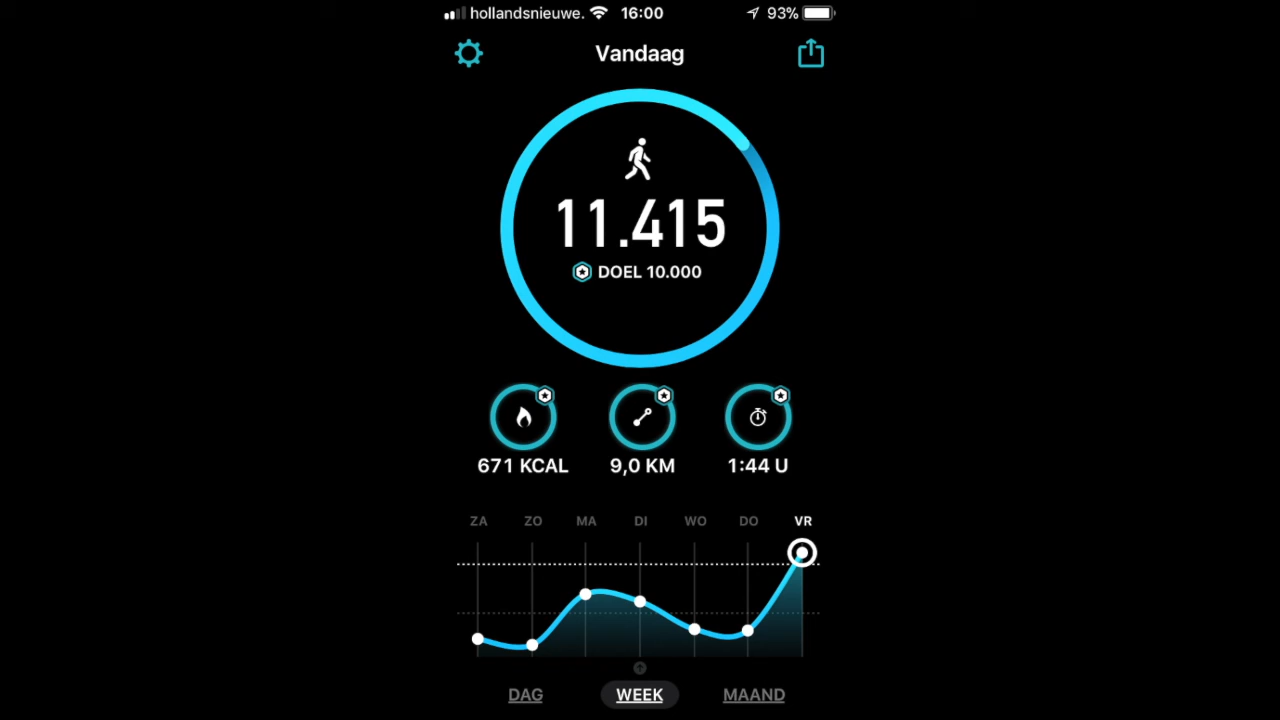 hollandsnieuwe. 16:00 93%
Vandaag
11.415
DOEL 10.000
671 KCAL 9,0 KM 1:44 U
ZA ZO MA DI WO DO VR
DAG WEEK MAAND